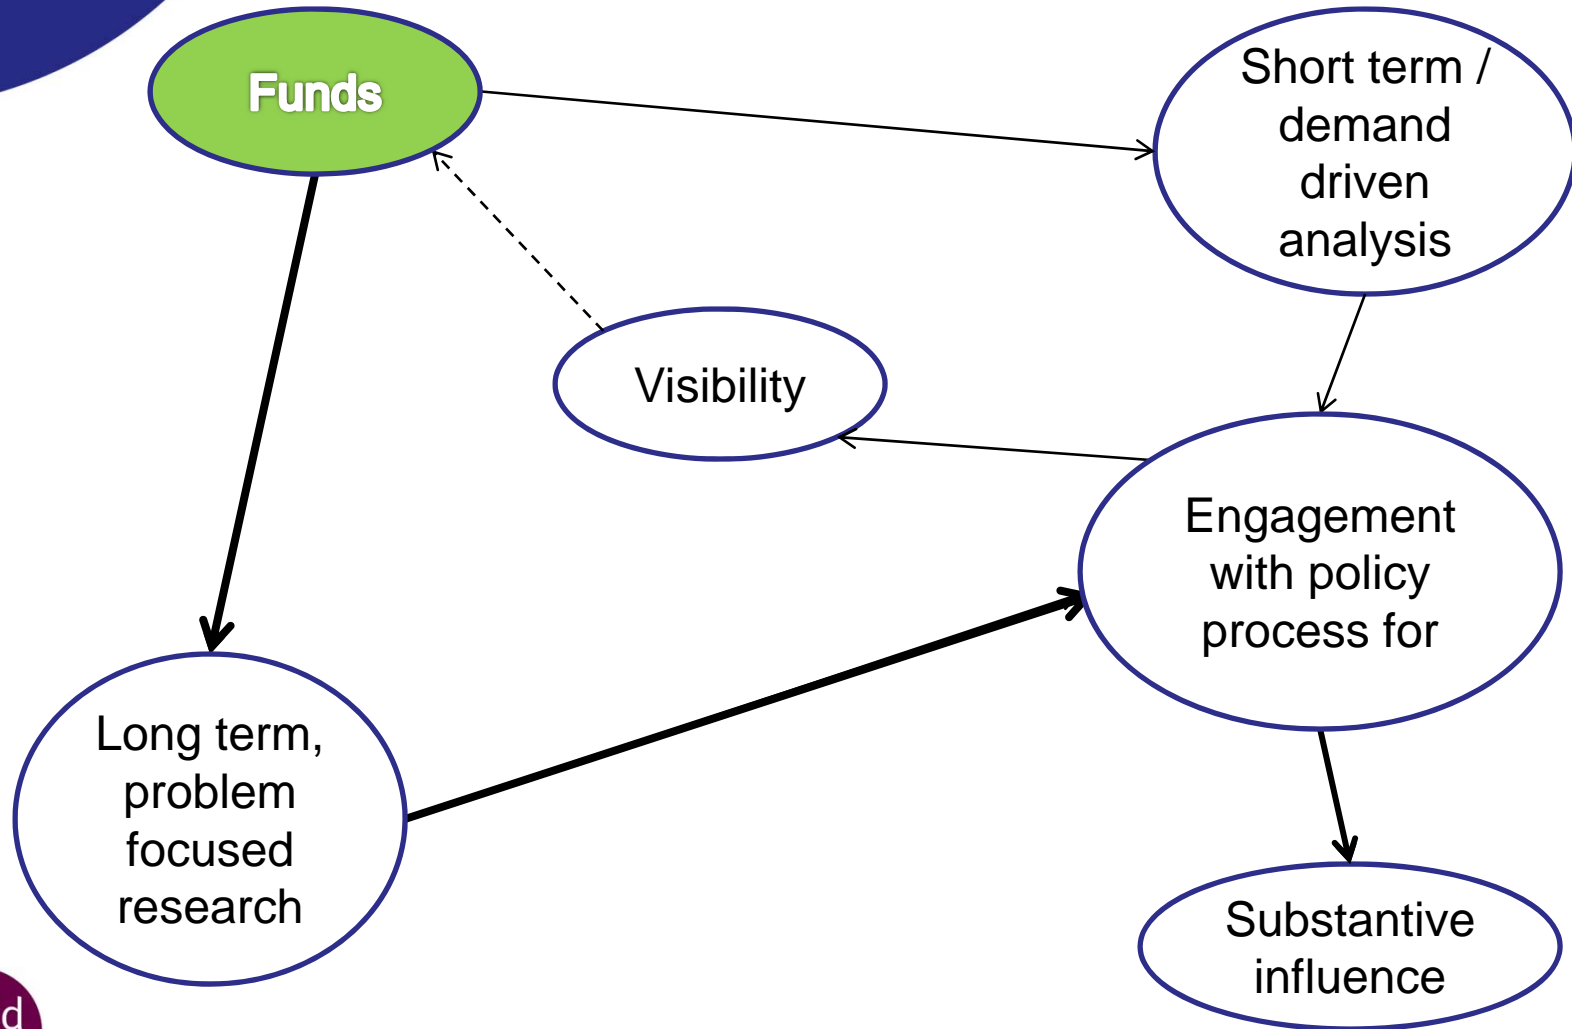 Funds
Short term /
demand
driven
analysis
Visibility
Engagement
with policy
process for
Long term,
problem
focused
research
Substantive
influence
d